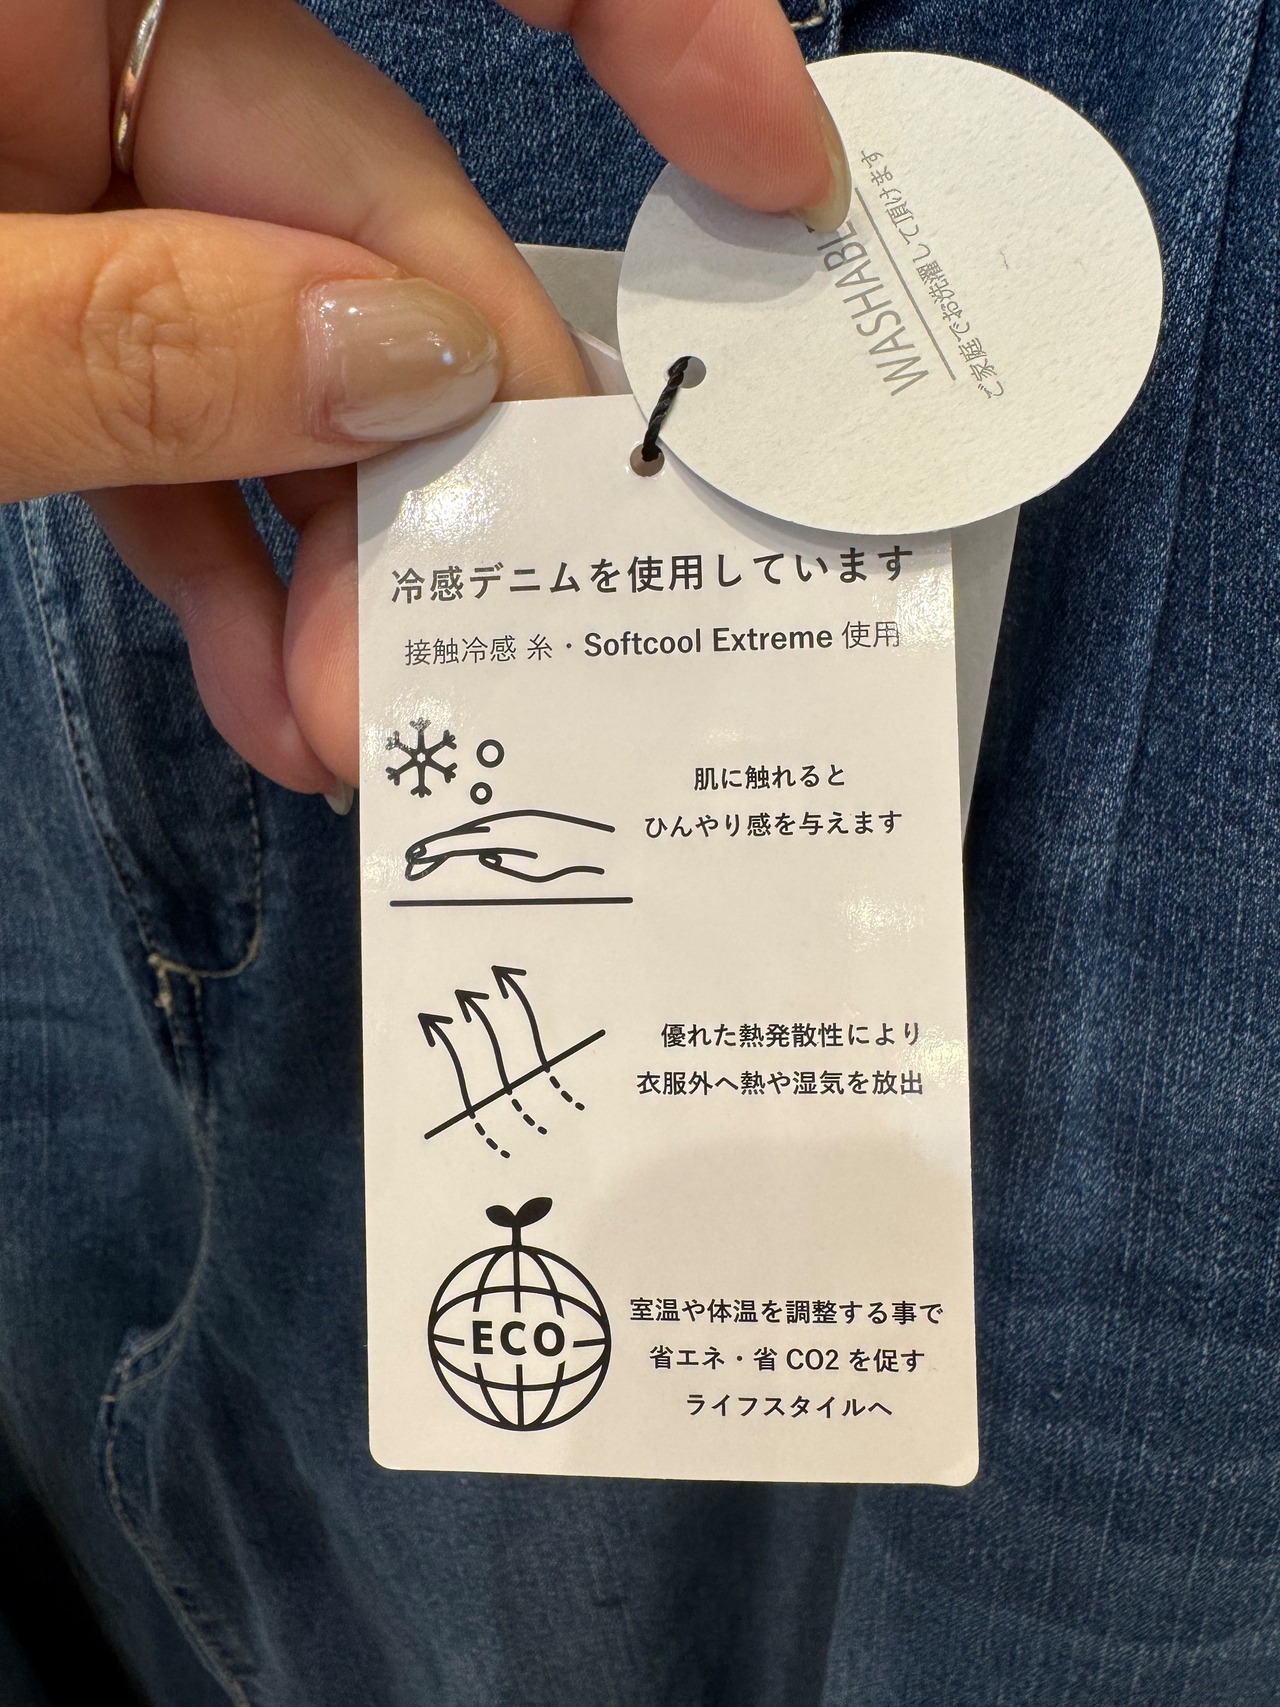 WASHABLE
ご家庭でお洗濯して頂けます
冷感デニムを使用しています
接触冷感 糸・Softcool Extreme 使用
肌に触れると
ひんやり感を与えます
優れた熱発散性により
衣服外へ熱や湿気を放出
ECO
室温や体温を調整する事で
省エネ・省 CO2 を促す
ライフスタイルへ